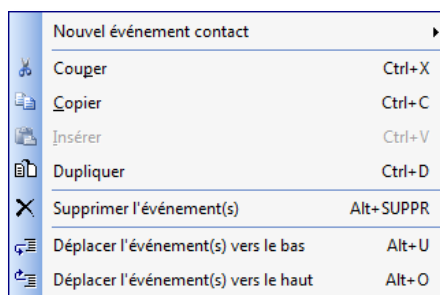 Nouvel événement contact
Couper Ctrl+X
Copier Ctrl+C
Insérer Ctrl+V
Dupliquer Ctrl+D
Supprimer l'événement(s) Alt+SUPPR
Déplacer l'événement(s) vers le bas Alt+U
Déplacer l'événement(s) vers le haut Alt+O